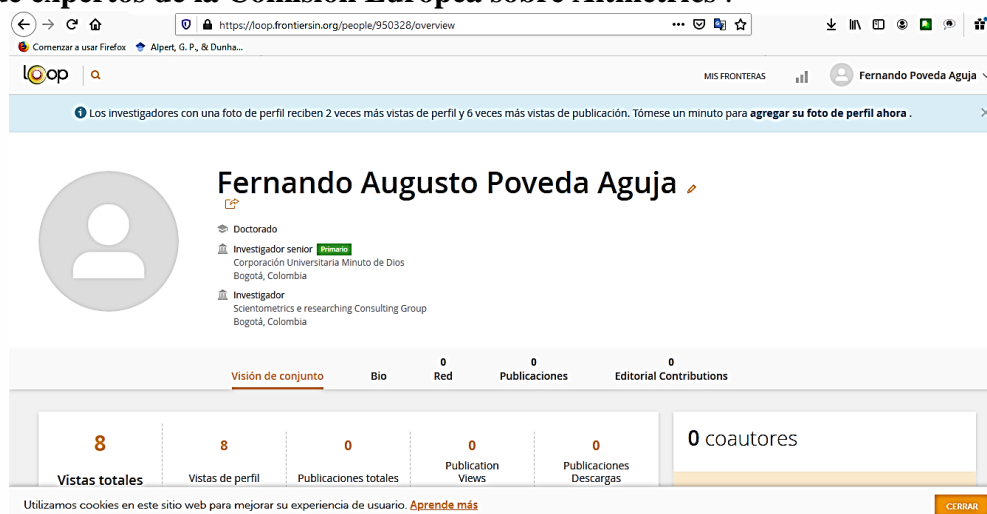 de expertos de la Comisión Europea sobre Altmetrics .
https://loop.frontiersin.org/people/950328/overview
Comenzar a usar Firefox Alpert, G. P., & Dunha...
loop
MIS FRONTERAS
Fernando Poveda Aguja
Los investigadores con una foto de perfil reciben 2 veces más vistas de perfil y 6 veces más vistas de publicación. Tómese un minuto para agregar su foto de perfil ahora .
Fernando Augusto Poveda Aguja
Doctorado
Investigador senior Primario
Corporación Universitaria Minuto de Dios
Bogotá, Colombia
Investigador
Scientometrics e researching Consulting Group
Bogotá, Colombia
Visión de conjunto
Bio
0
Red
0
Publicaciones
0
Editorial Contributions
8
Vistas totales
8
Vistas de perfil
0
Publicaciones totales
0
Publication
Views
0
Publicaciones
Descargas
0 coautores
Utilizamos cookies en este sitio web para mejorar su experiencia de usuario. Aprende más
CERRAR